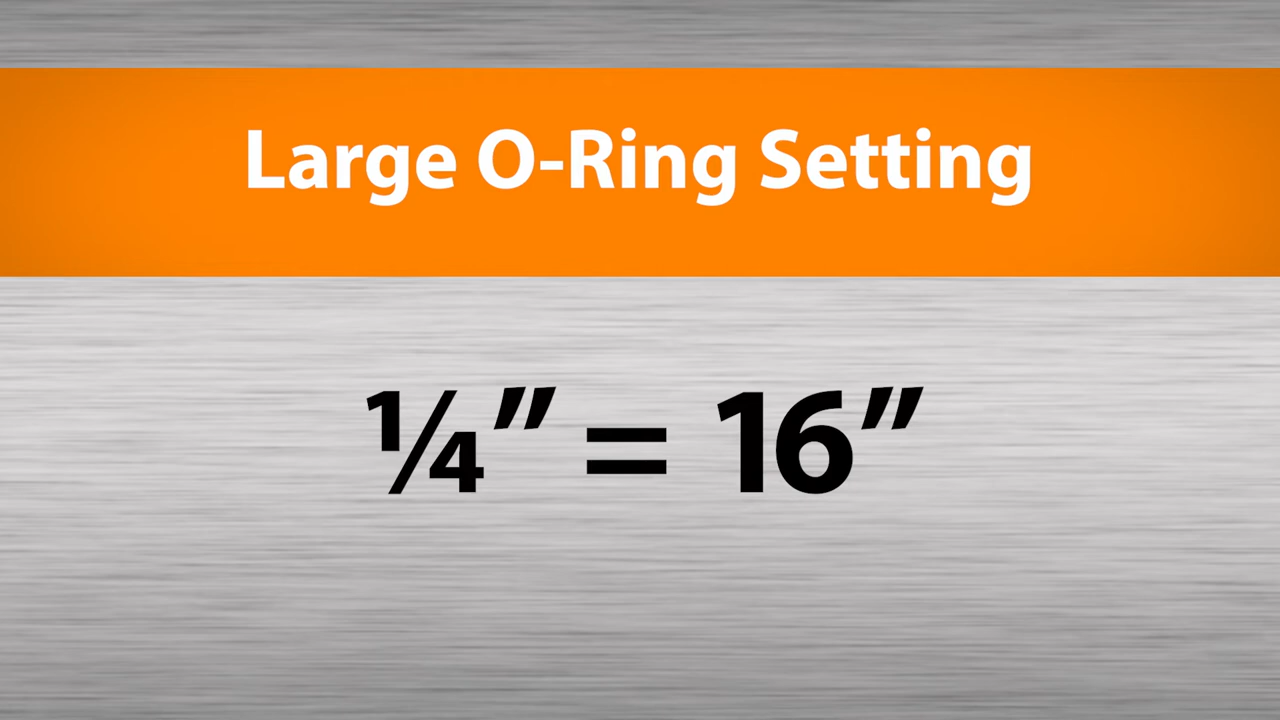 Large O-Ring Setting
¼” = 16”